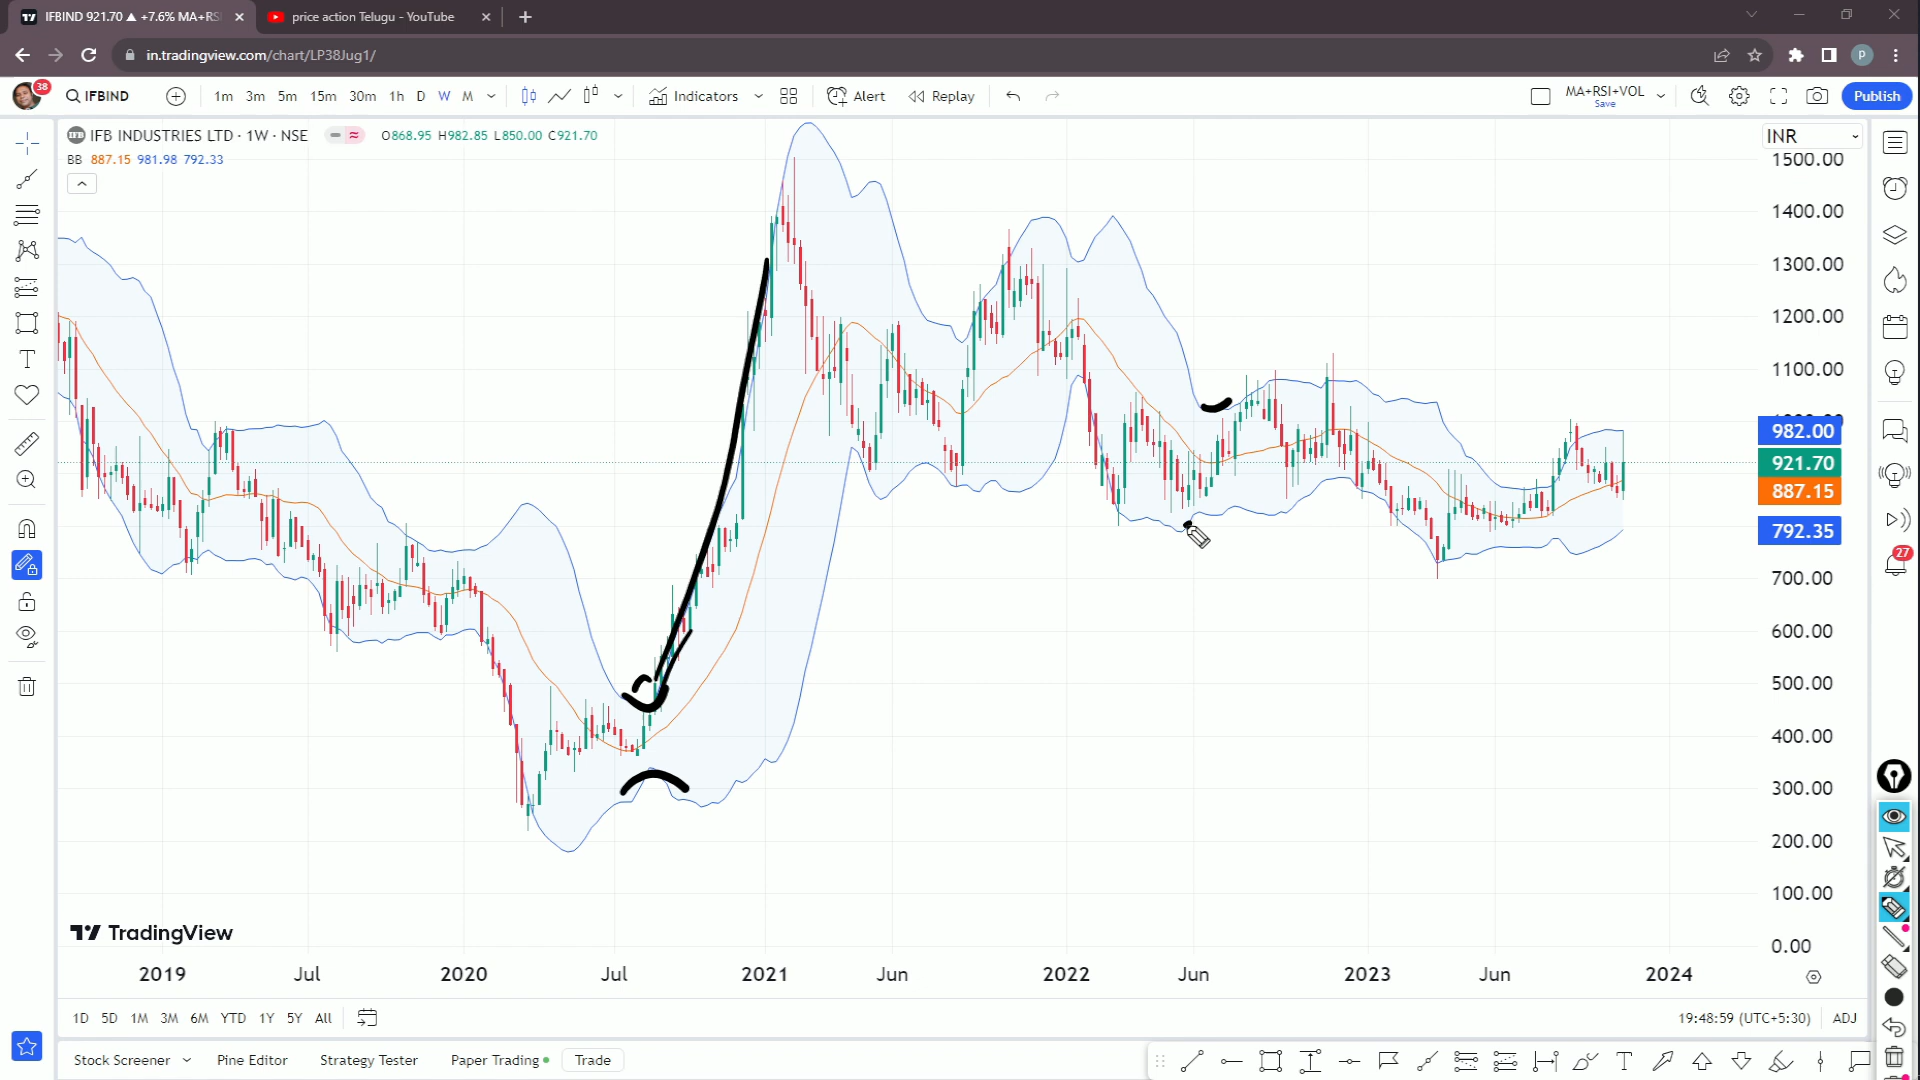 IFBIND 921.70 ▲ +7.6% MA+RS
price action Telugu - YouTube
in.tradingview.com/chart/LP38Jug1/
P
38
IFBIND
1m 3m 5m 15m 30m 1h D W M
Indicators
Alert
Replay
MA+RSI+VOL
Save
Publish
IFB INDUSTRIES LTD · 1W · NSE
O868.95 H982.85 L850.00 C921.70
BB 887.15 981.98 792.33
INR
1500.00
1400.00
1300.00
1200.00
1100.00
982.00
921.70
887.15
792.35
700.00
600.00
500.00
400.00
300.00
200.00
100.00
0.00
27
TradingView
2019 Jul 2020 Jul 2021 Jun 2022 Jun 2023 Jun 2024
1D 5D 1M 3M 6M YTD 1Y 5Y All
19:48:59 (UTC+5:30) ADJ
Stock Screener Pine Editor Strategy Tester Paper Trading Trade